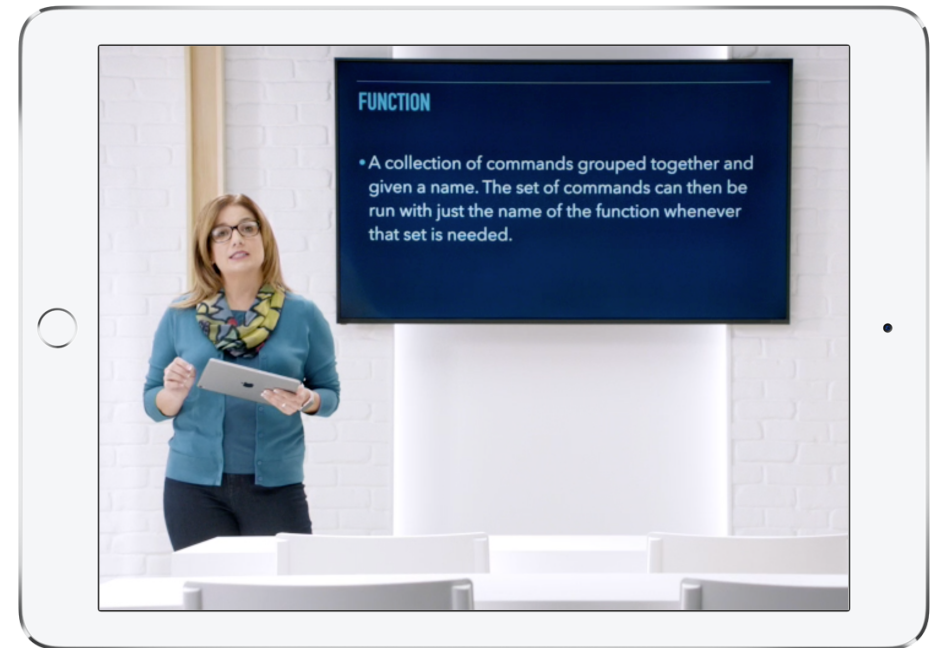 FUNCTION
• A collection of commands grouped together and
given a name. The set of commands can then be
run with just the name of the function whenever
that set is needed.